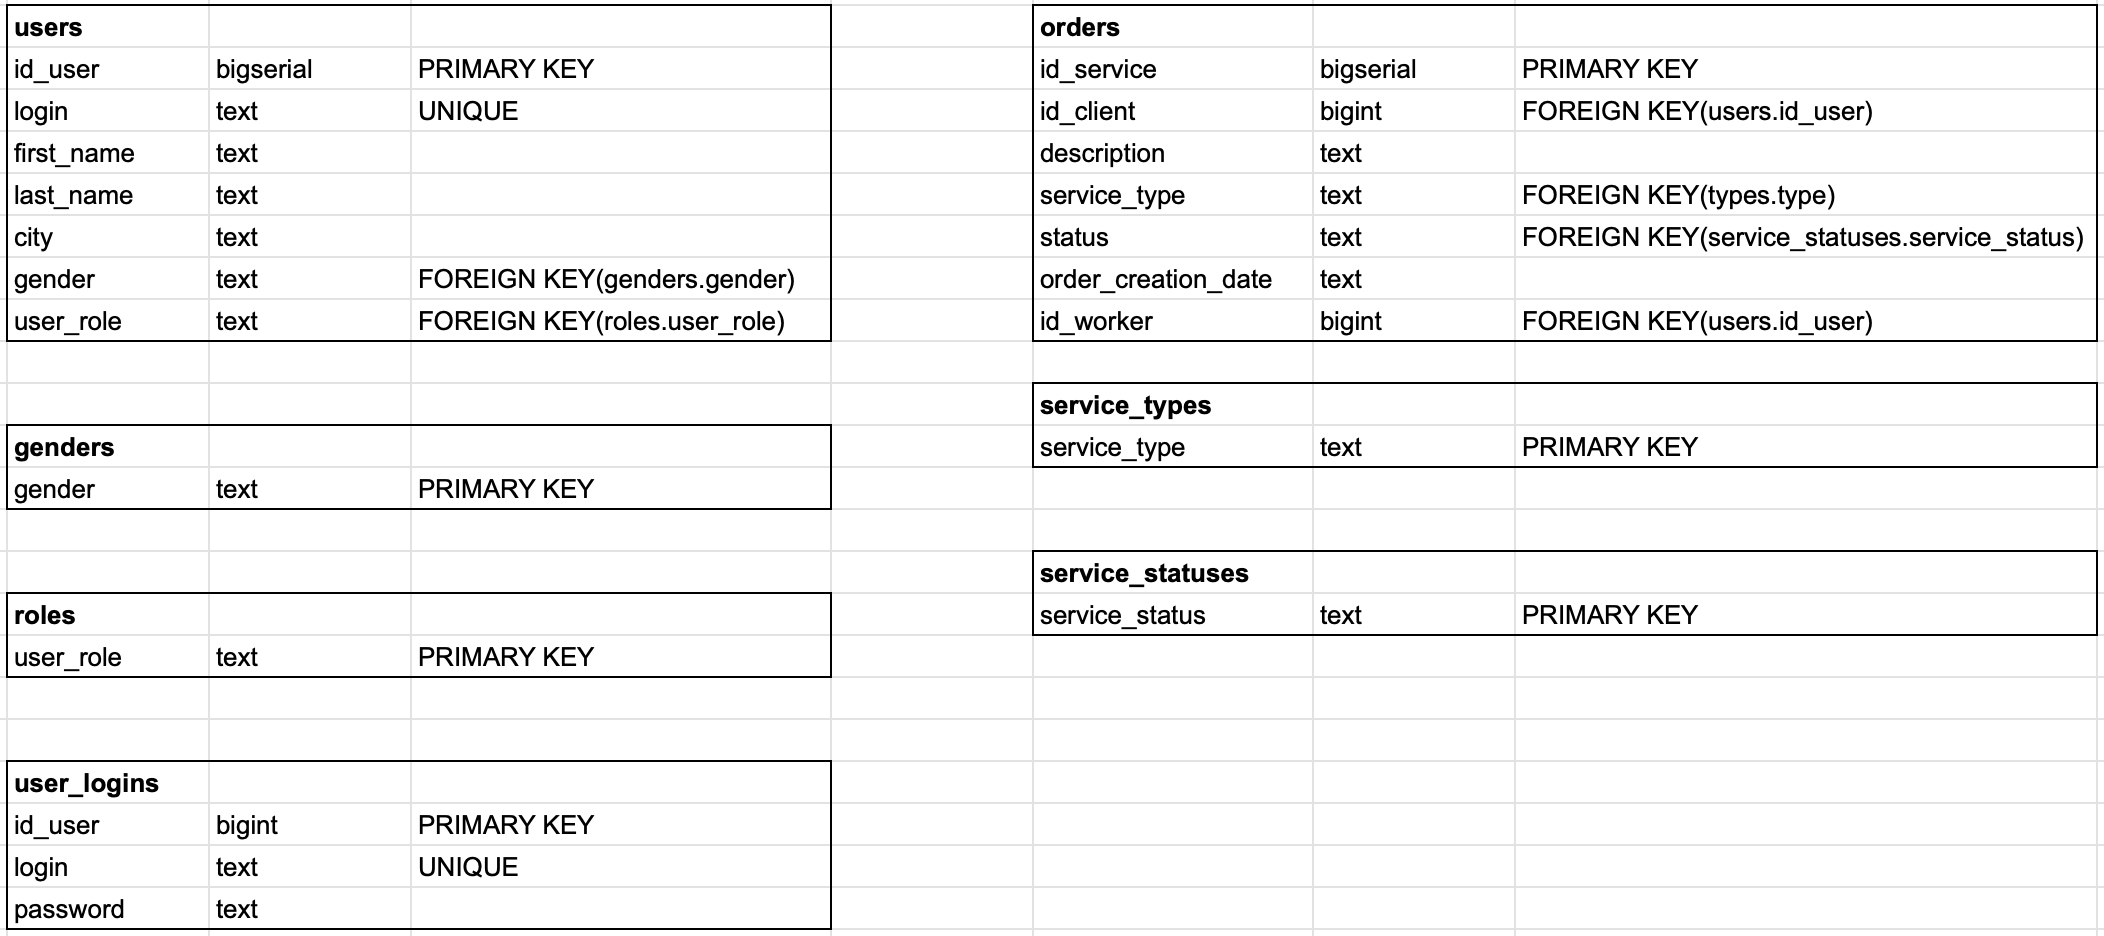 users
id_user bigserial PRIMARY KEY
login text UNIQUE
first_name text
last_name text
city text
gender text FOREIGN KEY(genders.gender)
user_role text FOREIGN KEY(roles.user_role)
genders
gender text PRIMARY KEY
roles
user_role text PRIMARY KEY
user_logins
id_user bigint PRIMARY KEY
login text UNIQUE
password text
orders
id_service bigserial PRIMARY KEY
id_client bigint FOREIGN KEY(users.id_user)
description text
service_type text FOREIGN KEY(types.type)
status text FOREIGN KEY(service_statuses.service_status)
order_creation_date text
id_worker bigint FOREIGN KEY(users.id_user)
service_types
service_type text PRIMARY KEY
service_statuses
service_status text PRIMARY KEY